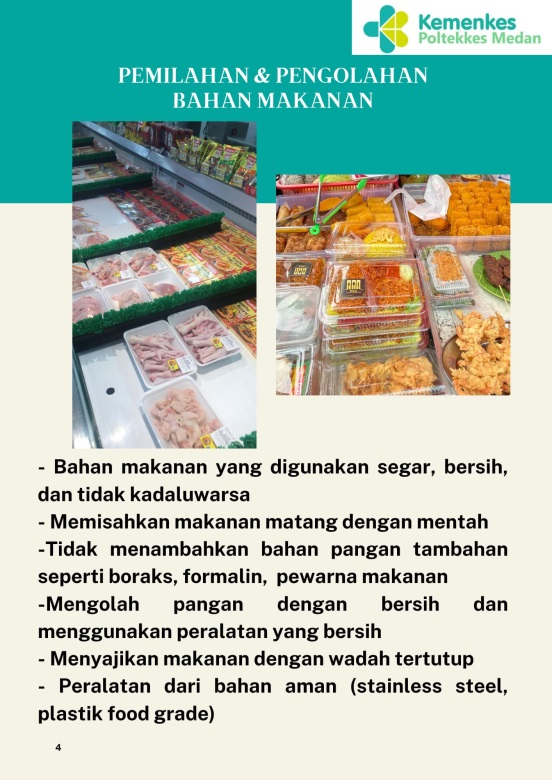 Kemenkes
Poltekkes Medan
PEMILAHAN & PENGOLAHAN
BAHAN MAKANAN
- Bahan makanan yang digunakan segar, bersih,
dan tidak kadaluwarsa
- Memisahkan makanan matang dengan mentah
-Tidak menambahkan bahan pangan tambahan
seperti boraks, formalin, pewarna makanan
-Mengolah pangan dengan bersih dan
menggunakan peralatan yang bersih
- Menyajikan makanan dengan wadah tertutup
- Peralatan dari bahan aman (stainless steel,
plastik food grade)
4